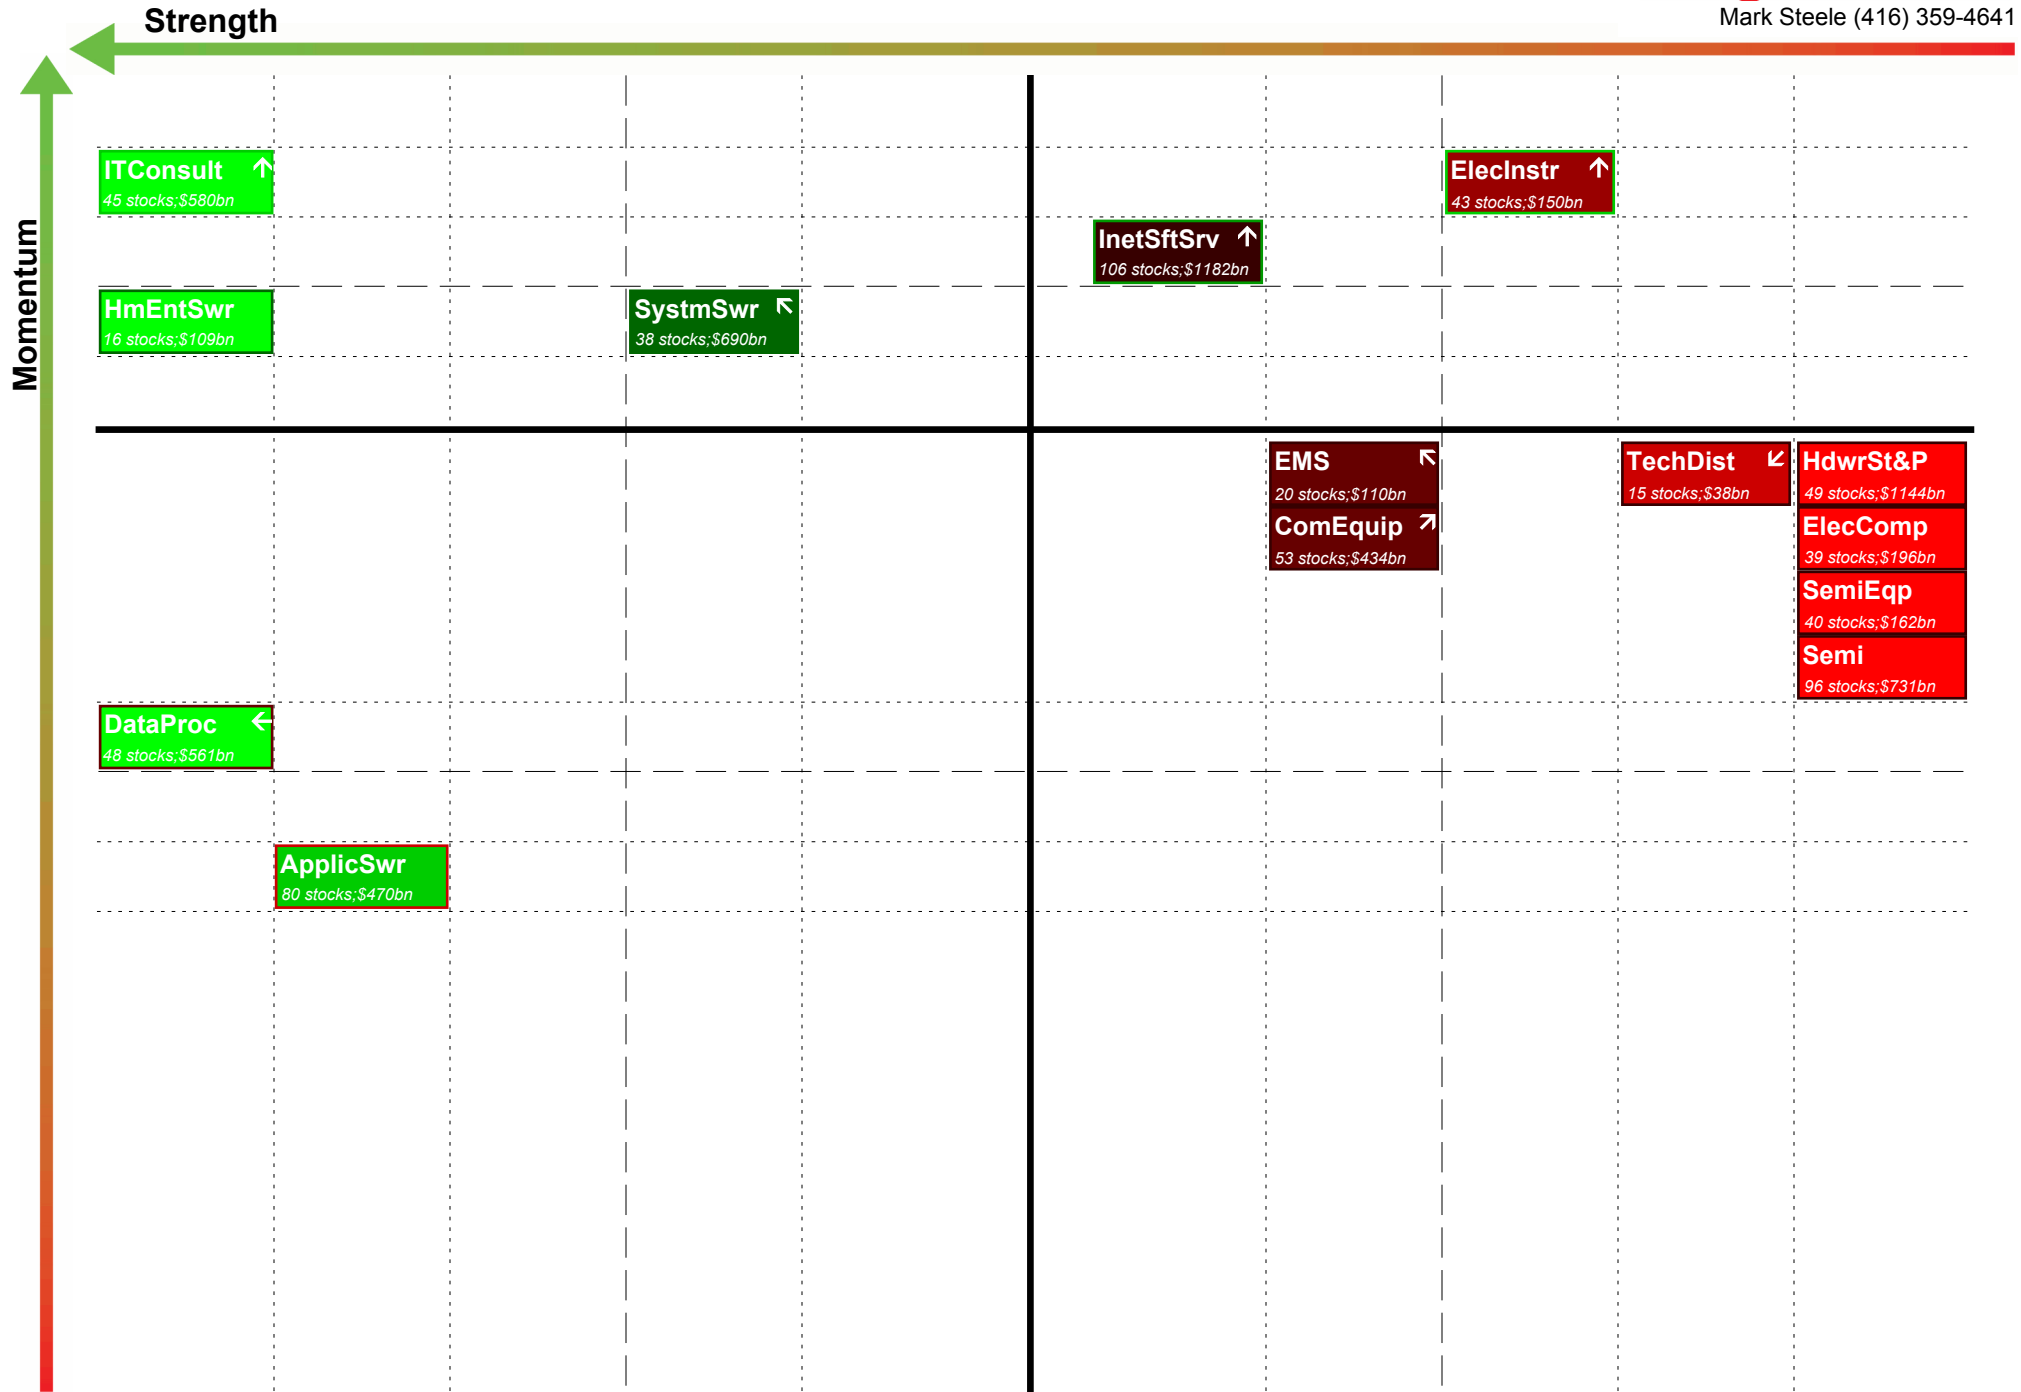 Strength
Mark Steele (416) 359-4641
Momentum
ITConsult
45 stocks;$580bn
ElecInstr
43 stocks;$150bn
InetSftSrv
106 stocks;$1182bn
HmEntSwr
16 stocks;$109bn
SystmSwr
38 stocks;$690bn
EMS
20 stocks;$110bn
ComEquip
53 stocks;$434bn
TechDist
15 stocks;$38bn
HdwrSt&P
49 stocks;$1144bn
ElecComp
39 stocks;$196bn
SemiEqp
40 stocks;$162bn
Semi
96 stocks;$731bn
DataProc
48 stocks;$561bn
ApplicSwr
80 stocks;$470bn